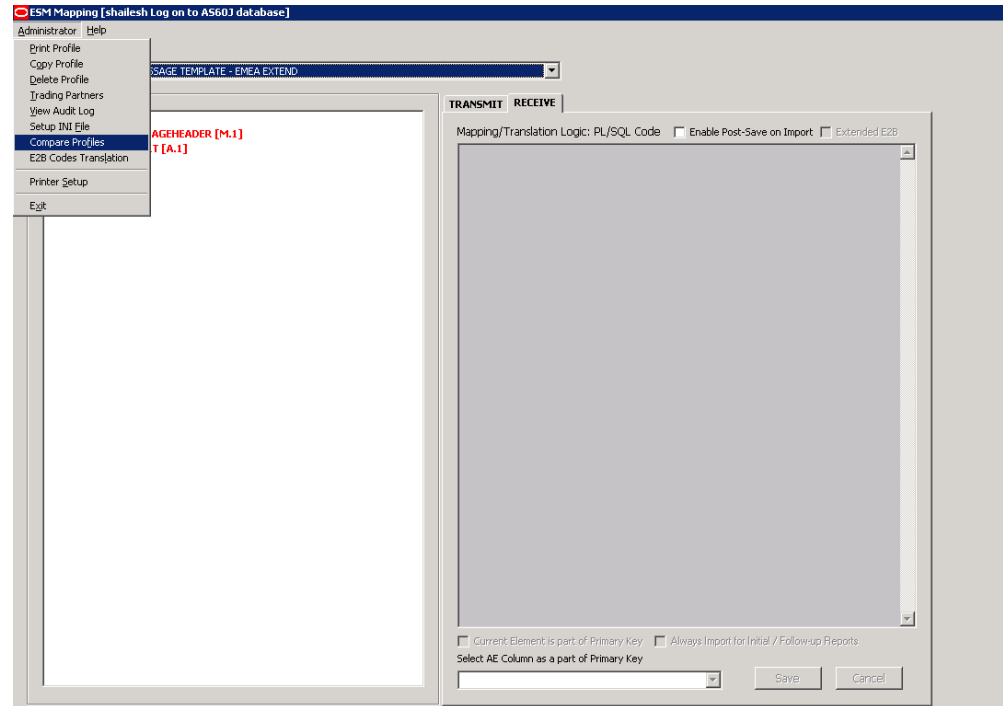 ESM Mapping [shailesh Log on to AS60J database]
Administrator Help
Print Profile
Copy Profile
Delete Profile
Trading Partners
View Audit Log
Setup INI File
Compare Profiles
E2B Codes Translation
Printer Setup
Exit
SSAGE TEMPLATE - EMEA EXTEND
AGEHEADER [M.1]
T [A.1]
TRANSMIT RECEIVE
Mapping/Translation Logic: PL/SQL Code Enable Post-Save on Import Extended E2B
Current Element is part of Primary Key Always Import for Initial / Follow-up Reports
Select AE Column as a part of Primary Key
Save Cancel